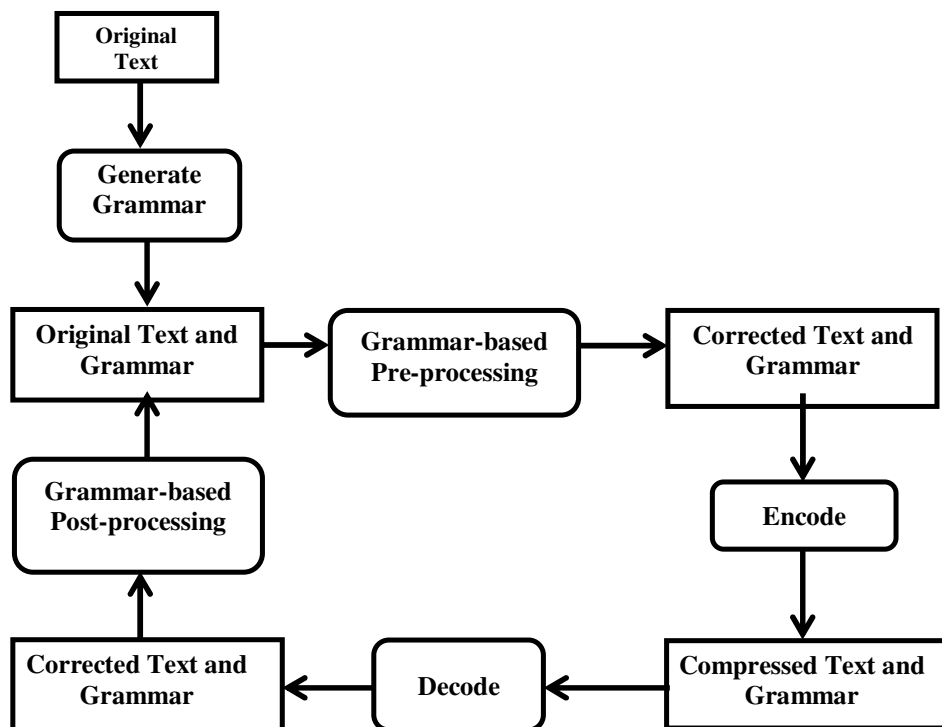 Original
Text
Generate
Grammar
Original Text and
Grammar
Grammar-based
Pre-processing
Corrected Text and
Grammar
Grammar-based
Post-processing
Encode
Corrected Text and
Grammar
Decode
Compressed Text and
Grammar